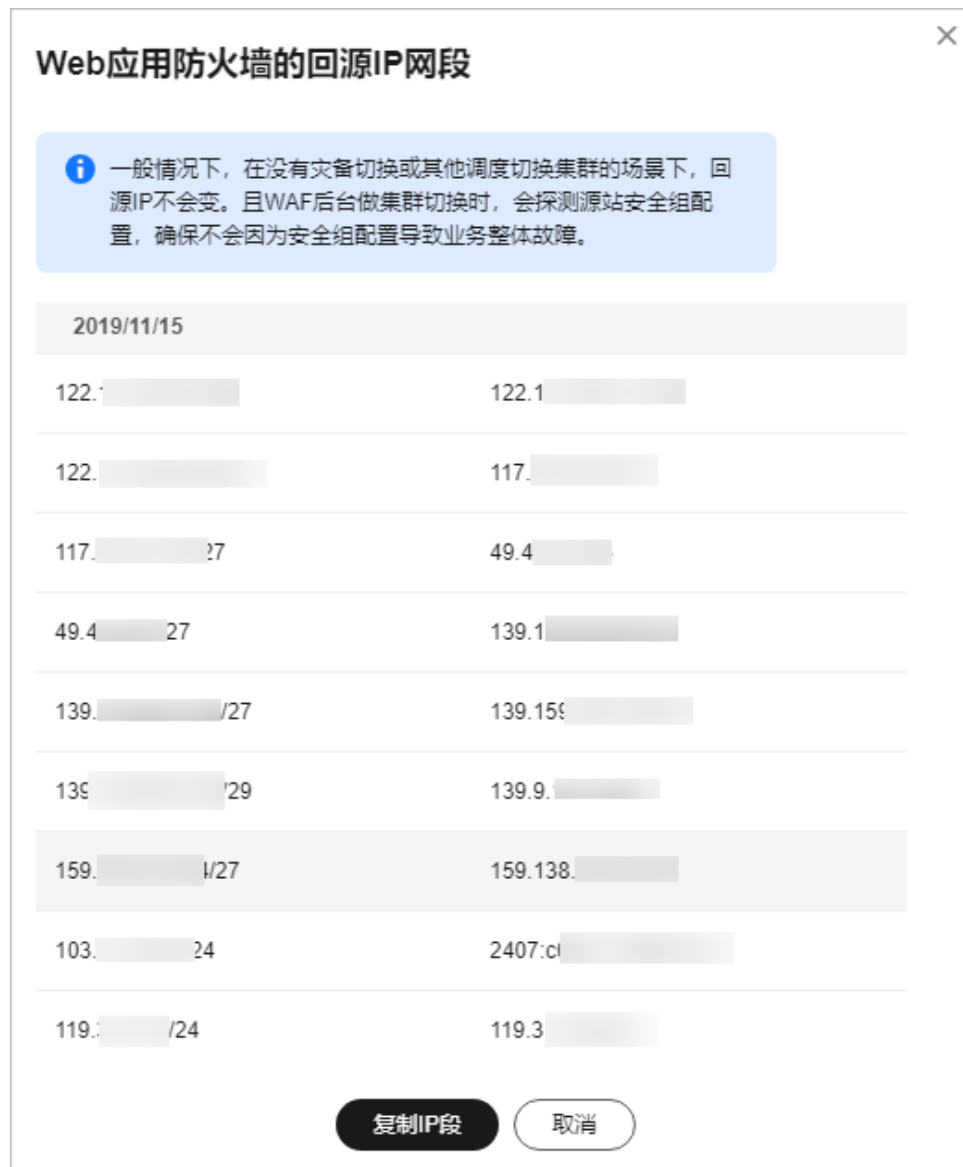 Web应用防火墙的回源IP网段
一般情况下，在没有灾备切换或其他调度切换集群的场景下，回
源IP不会变。且WAF后台做集群切换时，会探测源站安全组配
置，确保不会因为安全组配置导致业务整体故障。
2019/11/15
122. 122.1
122. 117.
117. 27 49.4
49.4 27 139.1
139. /27 139.159
139 /29 139.9.
159. /27 159.138.
103. 24 2407:c
119. /24 119.3
复制IP段 取消